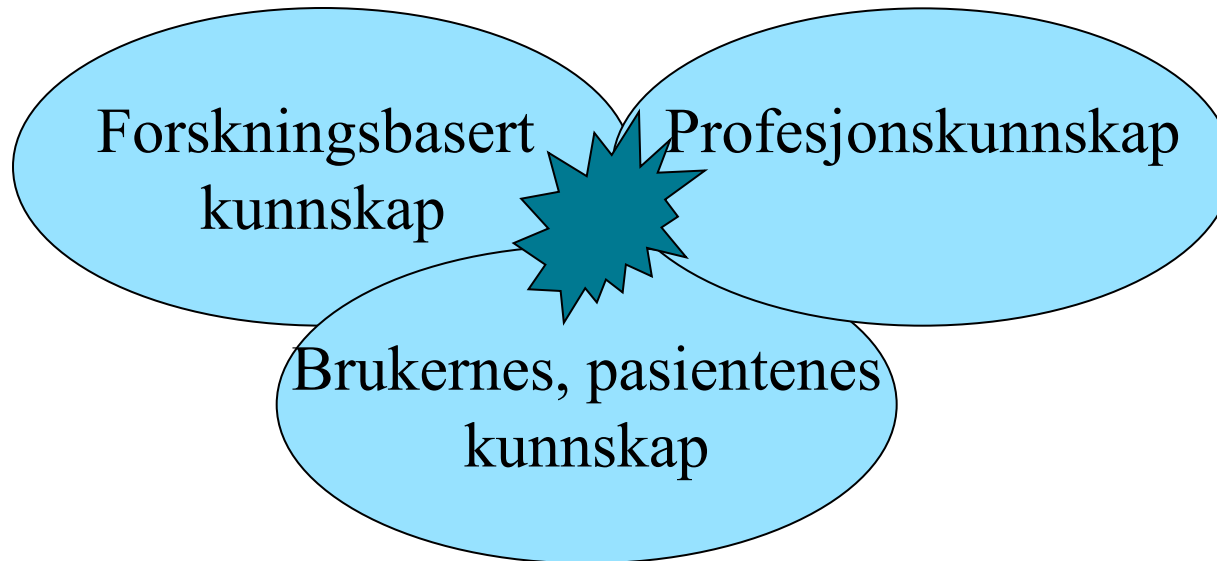 Forskningsbasert
kunnskap
Profesjonskunnskap
Brukernes, pasientenes
kunnskap